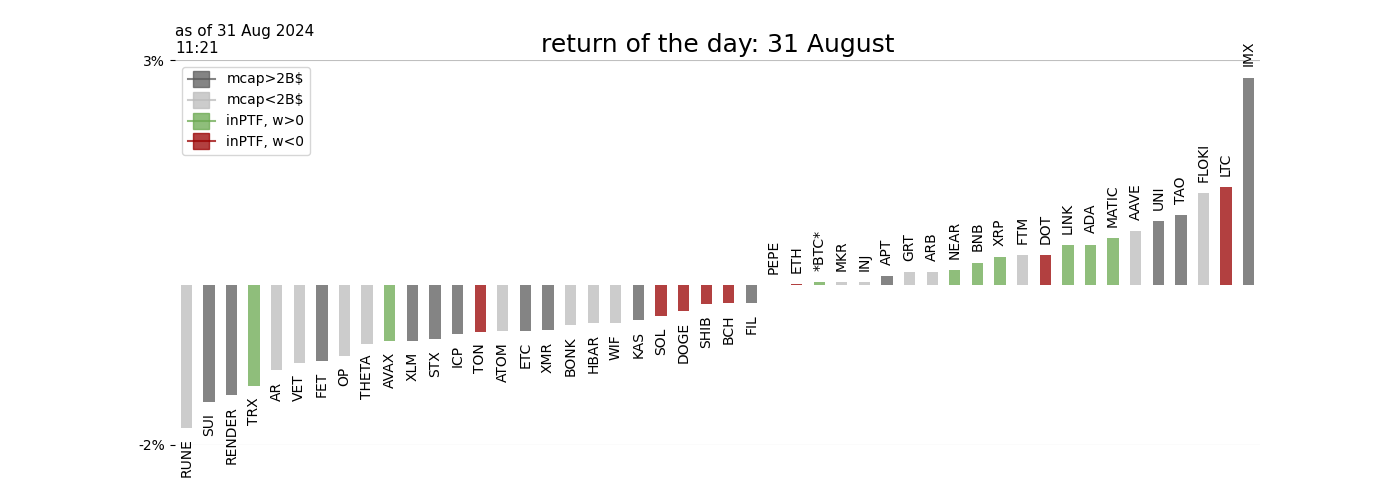 as of 31 Aug 2024
11:21
return of the day: 31 August
3%
mcap>2B$
mcap<2B$
inPTF, w>0
inPTF, w<0
-2%
RUNE
SUI
RENDER
TRX
AR
VET
FET
OP
THETA
AVAX
XLM
STX
ICP
TON
ATOM
ETC
XMR
BONK
HBAR
WIF
KAS
SOL
DOGE
SHIB
BCH
FIL
PEPE
ETH
*BTC*
MKR
INJ
APT
GRT
ARB
NEAR
BNB
XRP
FTM
DOT
LINK
ADA
MATIC
AAVE
UNI
TAO
FLOKI
LTC
IMX